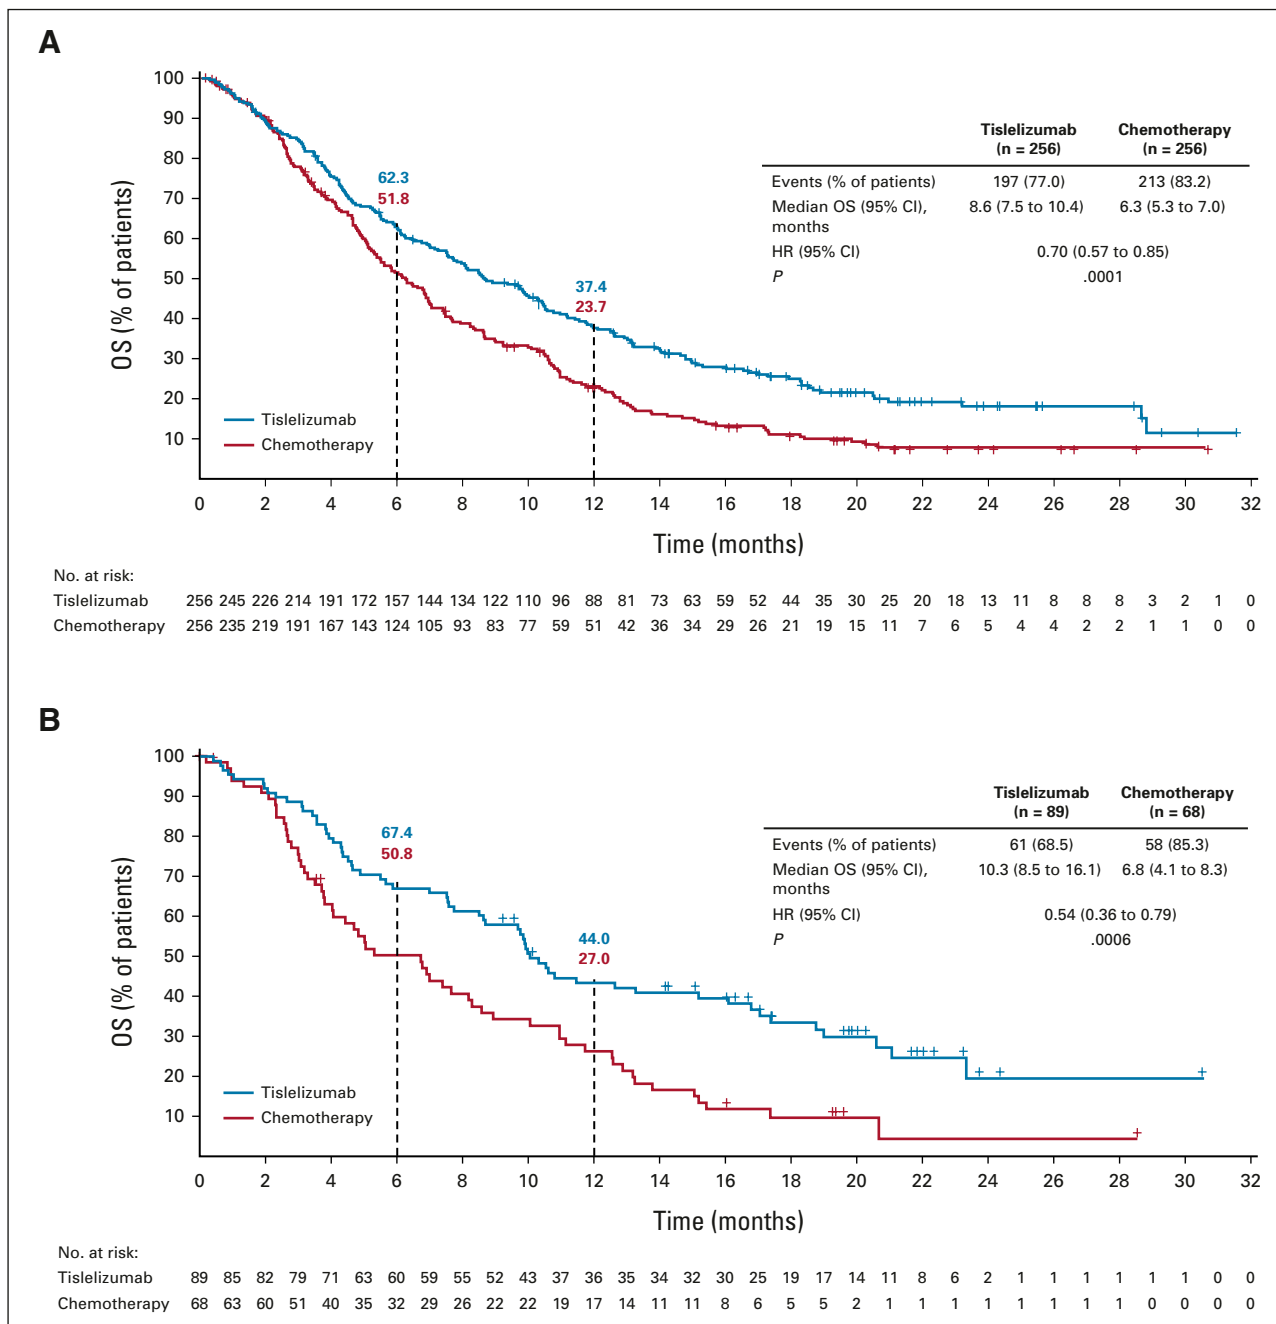 A
100
90
80
70
60
50
40
30
20
10
OS (% of patients)
62.3
51.8
37.4
23.7
Tislelizumab (n = 256) Chemotherapy (n = 256)
Events (% of patients) 197 (77.0) 213 (83.2)
Median OS (95% CI), months 8.6 (7.5 to 10.4) 6.3 (5.3 to 7.0)
HR (95% CI) 0.70 (0.57 to 0.85)
P .0001
Tislelizumab
Chemotherapy
0 2 4 6 8 10 12 14 16 18 20 22 24 26 28 30 32
Time (months)
No. at risk:
Tislelizumab 256 245 226 214 191 172 157 144 134 122 110 96 88 81 73 63 59 52 44 35 30 25 20 18 13 11 8 8 8 3 2 1 0
Chemotherapy 256 235 219 191 167 143 124 105 93 83 77 59 51 42 36 34 29 26 21 19 15 11 7 6 5 4 4 2 2 1 1 0 0
B
100
90
80
70
60
50
40
30
20
10
OS (% of patients)
67.4
50.8
44.0
27.0
Tislelizumab (n = 89) Chemotherapy (n = 68)
Events (% of patients) 61 (68.5) 58 (85.3)
Median OS (95% CI), months 10.3 (8.5 to 16.1) 6.8 (4.1 to 8.3)
HR (95% CI) 0.54 (0.36 to 0.79)
P .0006
Tislelizumab
Chemotherapy
0 2 4 6 8 10 12 14 16 18 20 22 24 26 28 30 32
Time (months)
No. at risk:
Tislelizumab 89 85 82 79 71 63 60 59 55 52 43 37 36 35 34 32 30 25 19 17 14 11 8 6 2 1 1 1 1 1 1 0 0
Chemotherapy 68 63 60 51 40 35 32 29 26 22 22 19 17 14 11 11 8 6 5 5 2 1 1 1 1 1 1 1 1 0 0 0 0